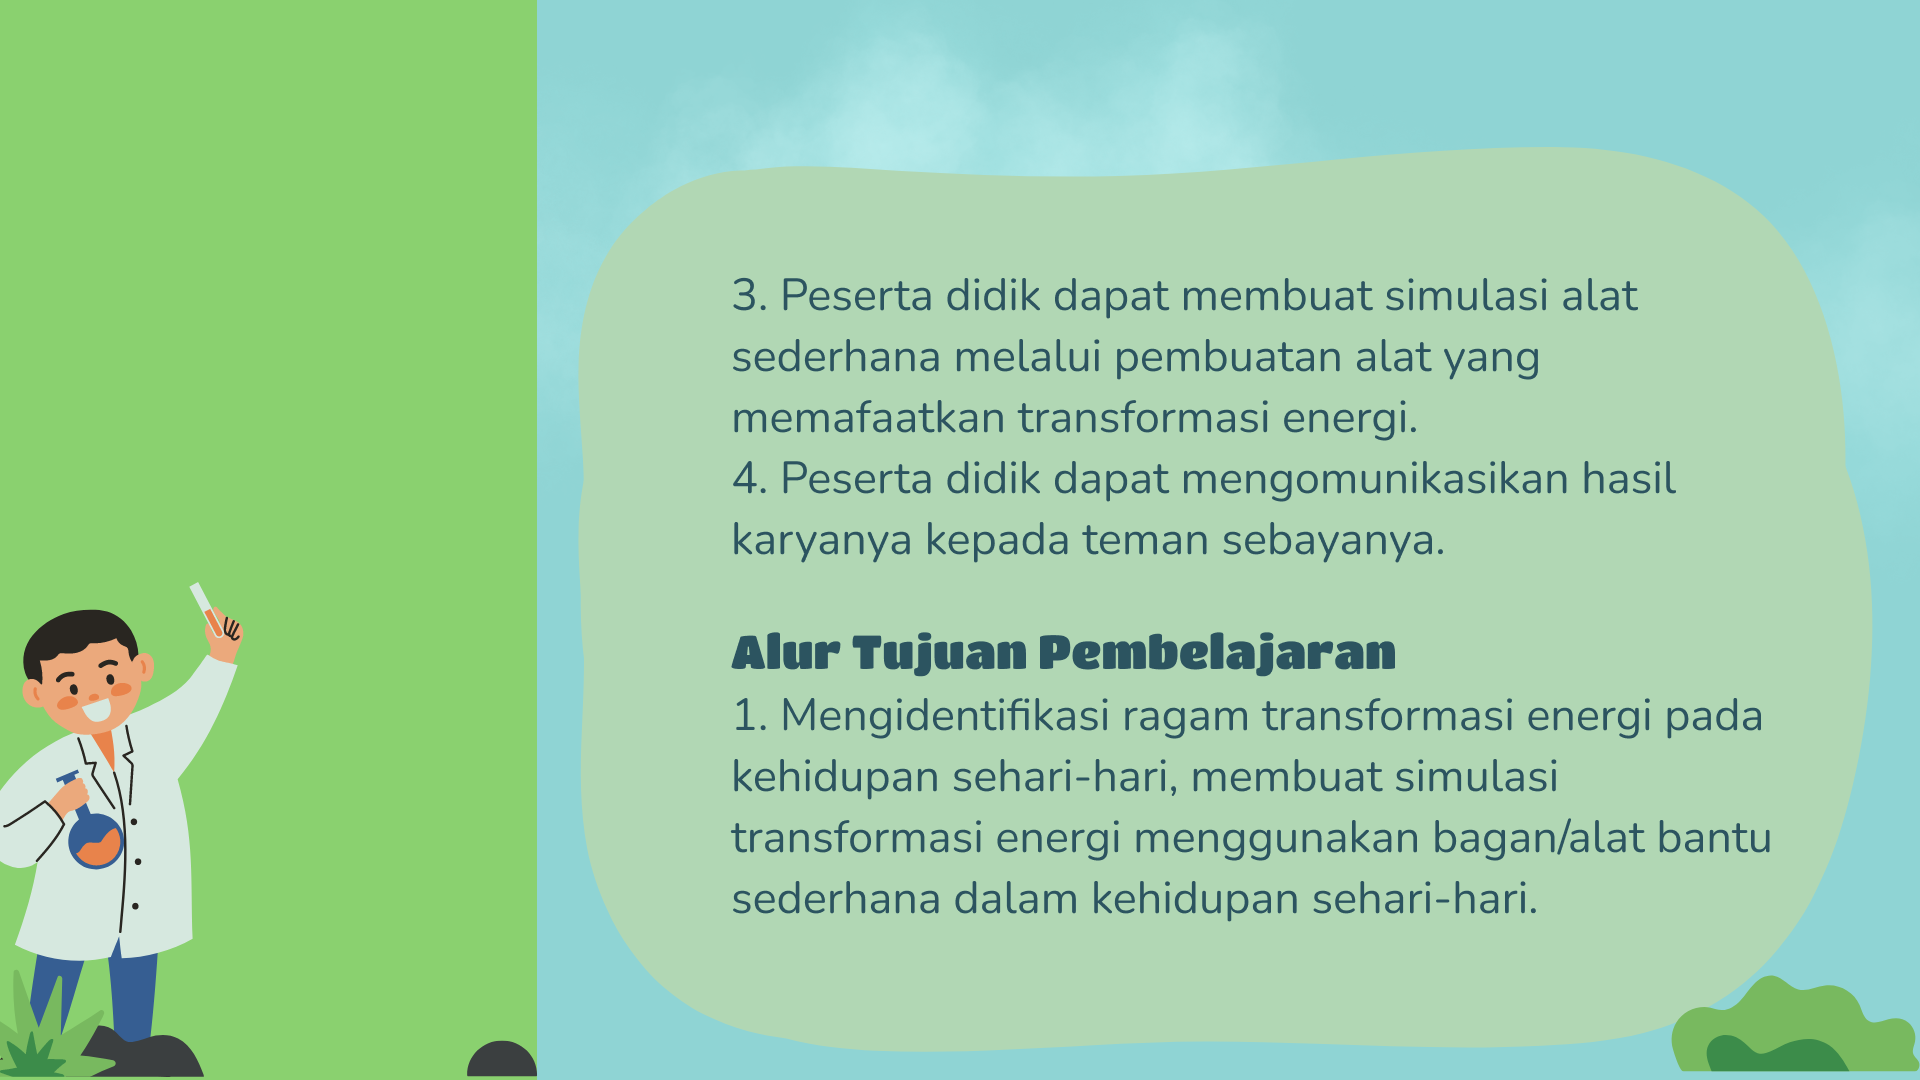 3. Peserta didik dapat membuat simulasi alat
sederhana melalui pembuatan alat yang
memafaatkan transformasi energi.
4. Peserta didik dapat mengomunikasikan hasil
karyanya kepada teman sebayanya.
Alur Tujuan Pembelajaran
1. Mengidentifikasi ragam transformasi energi pada
kehidupan sehari-hari, membuat simulasi
transformasi energi menggunakan bagan/alat bantu
sederhana dalam kehidupan sehari-hari.